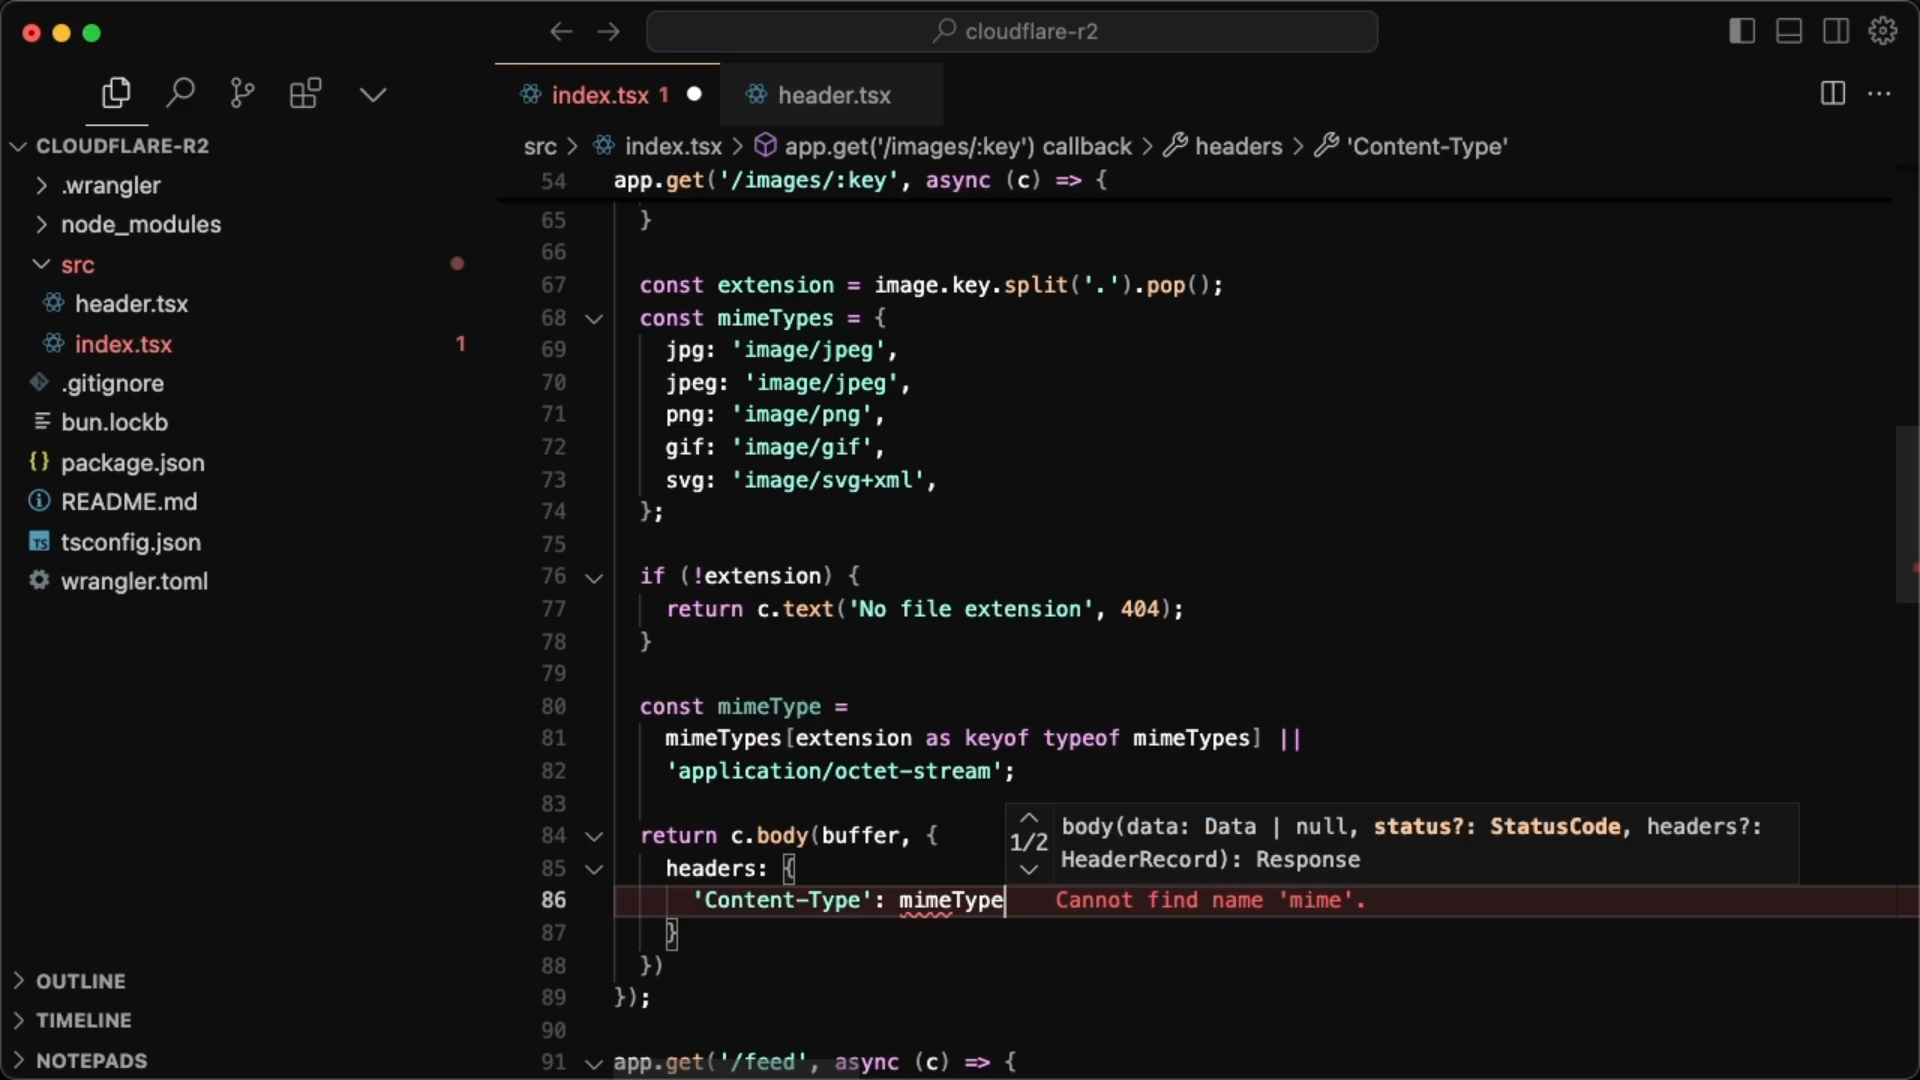 cloudflare-r2
index.tsx 1
header.tsx
CLOUDFLARE-R2
.wrangler
node_modules
src
header.tsx
index.tsx 1
.gitignore
bun.lockb
{} package.json
README.md
TS tsconfig.json
wrangler.toml
OUTLINE
TIMELINE
NOTEPADS
src > index.tsx > app.get('/images/:key') callback > headers > 'Content-Type'
54 app.get('/images/:key', async (c) => {
65 }
66
67 const extension = image.key.split('.').pop();
68 const mimeTypes = {
69 jpg: 'image/jpeg',
70 jpeg: 'image/jpeg',
71 png: 'image/png',
72 gif: 'image/gif',
73 svg: 'image/svg+xml',
74 };
75
76 if (!extension) {
77 return c.text('No file extension', 404);
78 }
79
80 const mimeType =
81 mimeTypes[extension as keyof typeof mimeTypes] ||
82 'application/octet-stream';
83
84 return c.body(buffer, {
85 headers: {
86 'Content-Type': mimeType Cannot find name 'mime'.
87 }
88 })
89 });
90
91 app.get('/feed', async (c) => {
1/2
body(data: Data | null, status?: StatusCode, headers?:
HeaderRecord): Response